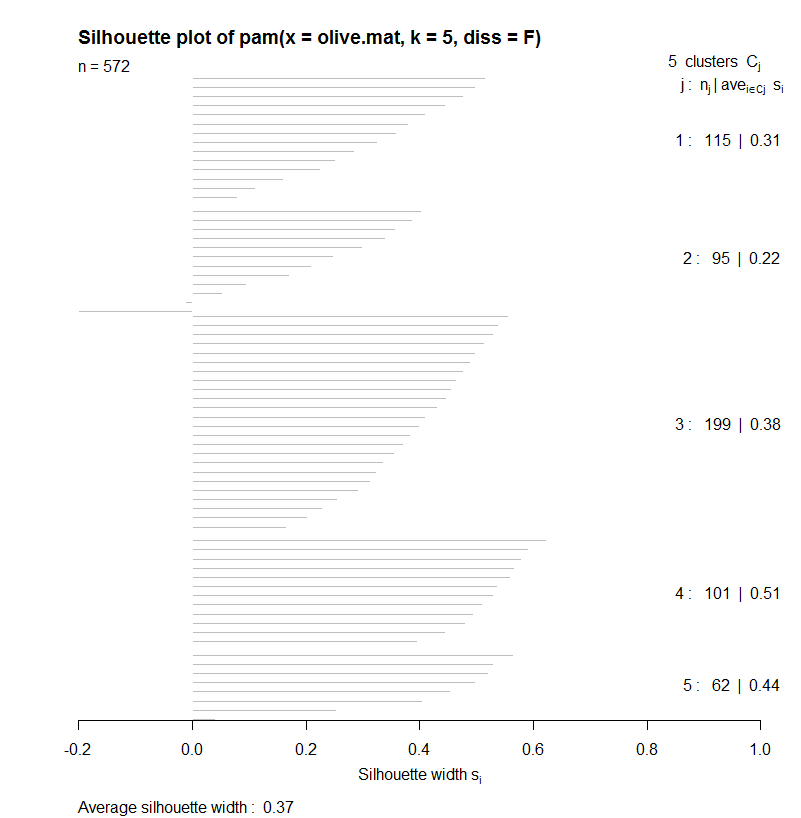 Silhouette plot of pam(x = olive.mat, k = 5, diss = F)
n = 572
5 clusters Cj
j : nj | avei∈Cj si
1 : 115 | 0.31
2 : 95 | 0.22
3 : 199 | 0.38
4 : 101 | 0.51
5 : 62 | 0.44
-0.2 0.0 0.2 0.4 0.6 0.8 1.0
Silhouette width si
Average silhouette width : 0.37